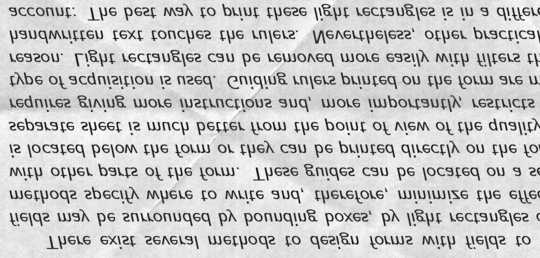 There exist several methods to design forms with fields to
fields may be surrounded by bounding boxes, by light rectangles o
methods specify where to write and, therefore, minimize the effe
with other parts of the form. These guides can be located on a se
is located below the form or they can be printed directly on the fo
separate sheet is much better from the point of view of the quality
requires giving more instructions and, more importantly, restricts
type of acquisition is used. Guiding rulers printed on the form are m
reason. Light rectangles can be removed more easily with filters th
handwritten text touches the rulers. Nevertheless, other practical
account: The best way to print these light rectangles is in a differe